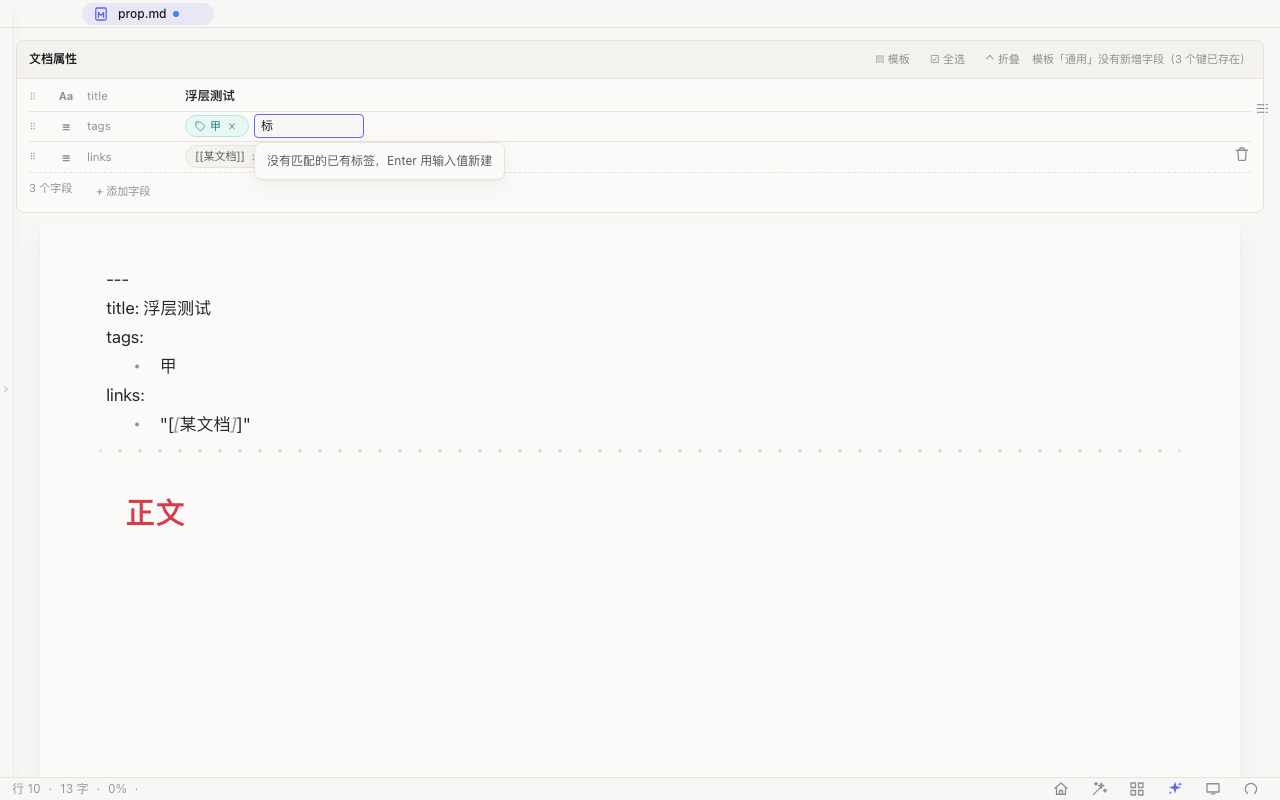 prop.md
文档属性
模板 全选 折叠 模板「通用」没有新增字段（3 个键已存在）
Aa title 浮层测试
tags 甲 × 标
links [[某文档]]
没有匹配的已有标签，Enter 用输入值新建
3 个字段 + 添加字段
---
title: 浮层测试
tags:
• 甲
links:
• "[[某文档]]"
正文
行 10 · 13 字 · 0% ·